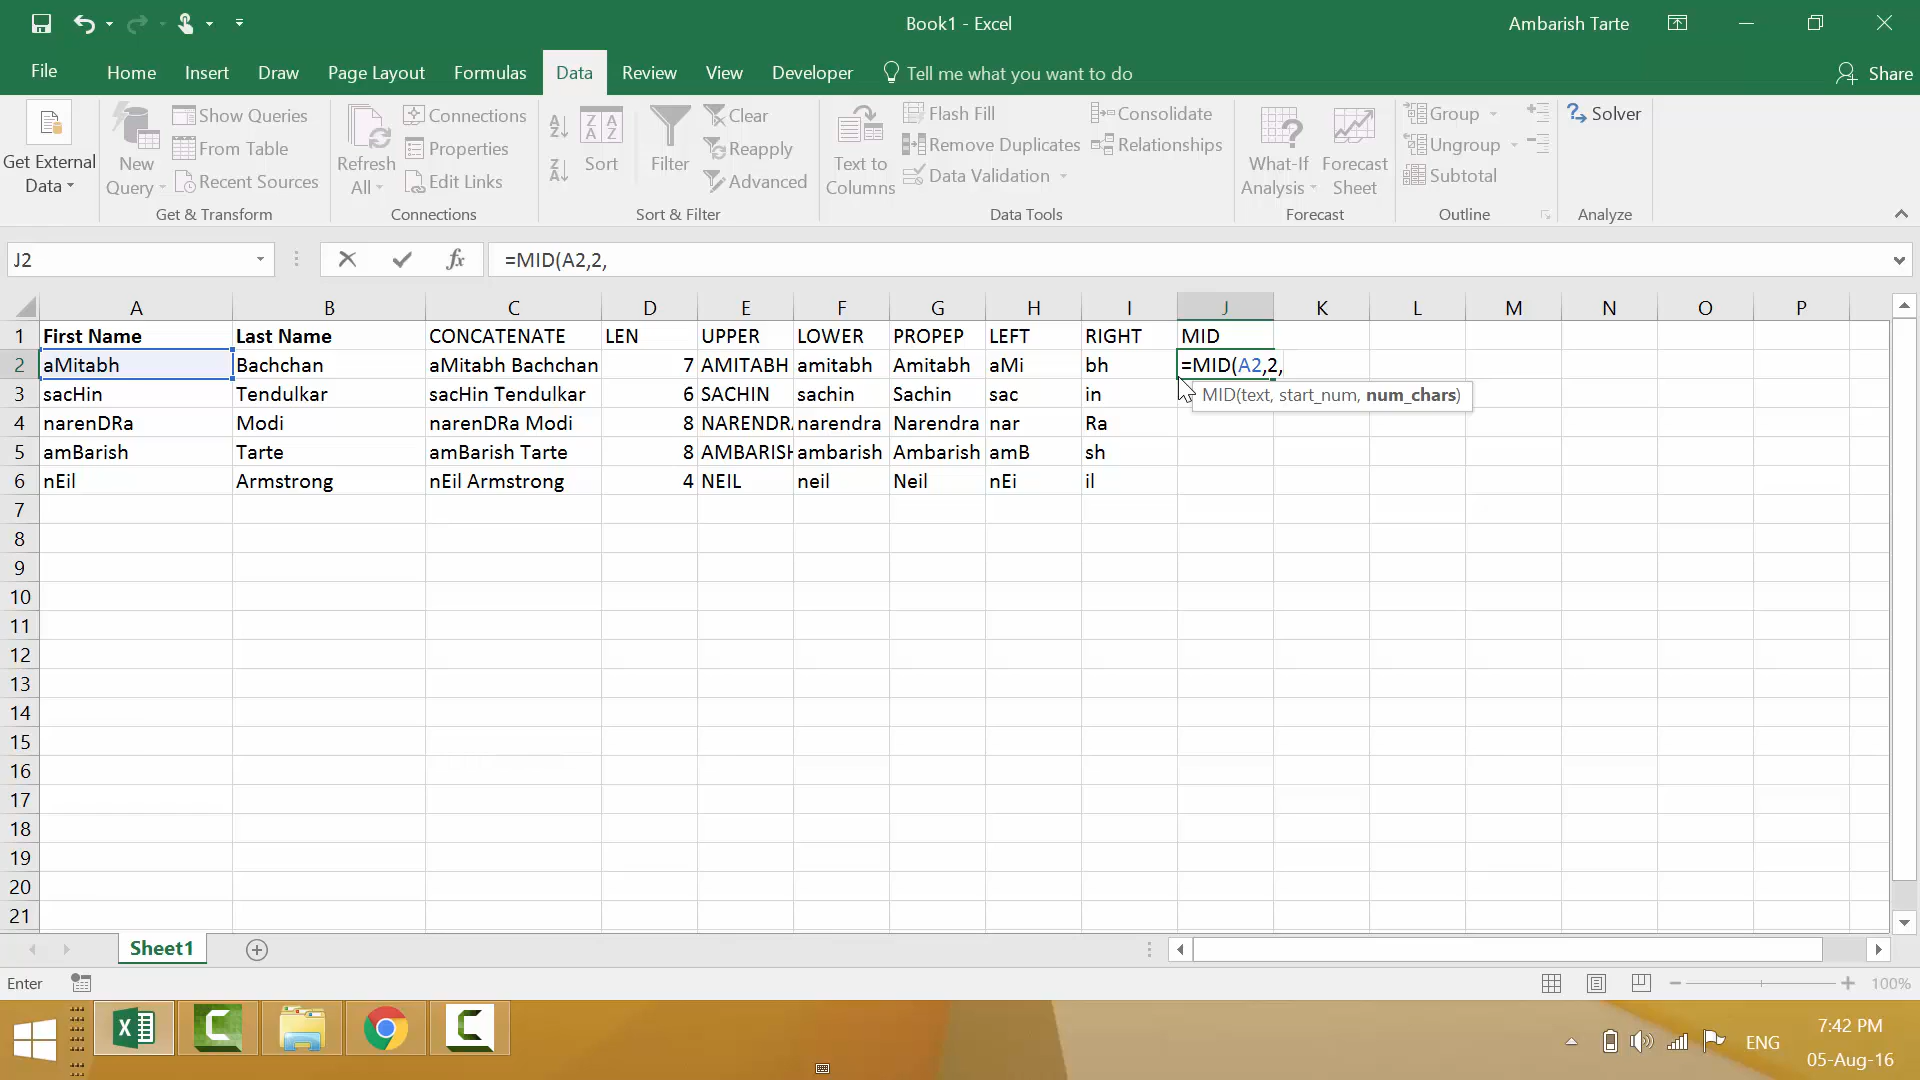 Book1 - Excel
Ambarish Tarte
File Home Insert Draw Page Layout Formulas Data Review View Developer Tell me what you want to do Share
Get External Data
New Query
Show Queries
From Table
Recent Sources
Get & Transform
Refresh All
Connections
Properties
Edit Links
Connections
Sort
Filter
Clear
Reapply
Advanced
Sort & Filter
Text to Columns
Flash Fill
Remove Duplicates
Data Validation
Consolidate
Relationships
Data Tools
What-If Analysis
Forecast Sheet
Forecast
Group
Ungroup
Subtotal
Outline
Solver
Analyze
J2 fx =MID(A2,2,
A B C D E F G H I J K L M N O P
1 First Name Last Name CONCATENATE LEN UPPER LOWER PROPEP LEFT RIGHT MID
2 aMitabh Bachchan aMitabh Bachchan 7 AMITABH amitabh Amitabh aMi bh =MID(A2,2,
MID(text, start_num, num_chars)
3 sacHin Tendulkar sacHin Tendulkar 6 SACHIN sachin Sachin sac in
4 narenDRa Modi narenDRa Modi 8 NARENDRA narendra Narendra nar Ra
5 amBarish Tarte amBarish Tarte 8 AMBARISH ambarish Ambarish amB sh
6 nEil Armstrong nEil Armstrong 4 NEIL neil Neil nEi il
7
8
9
10
11
12
13
14
15
16
17
18
19
20
21
Sheet1
Enter 100%
ENG
7:42 PM
05-Aug-16